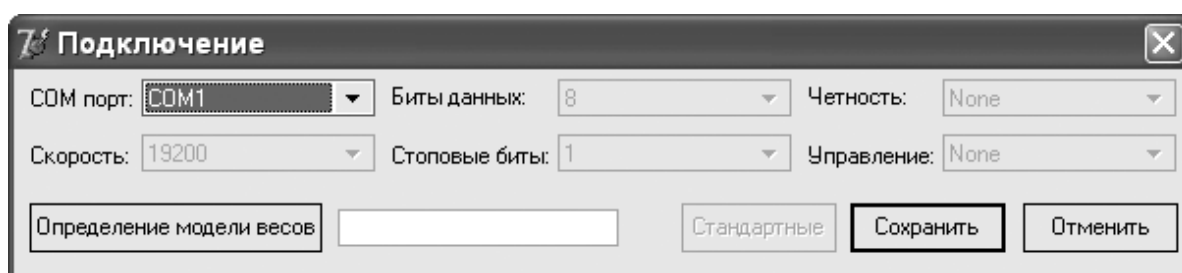 Подключение
COM порт: COM1 Биты данных: 8 Четность: None
Скорость: 19200 Стоповые биты: 1 Управление: None
Определение модели весов Стандартные Сохранить Отменить